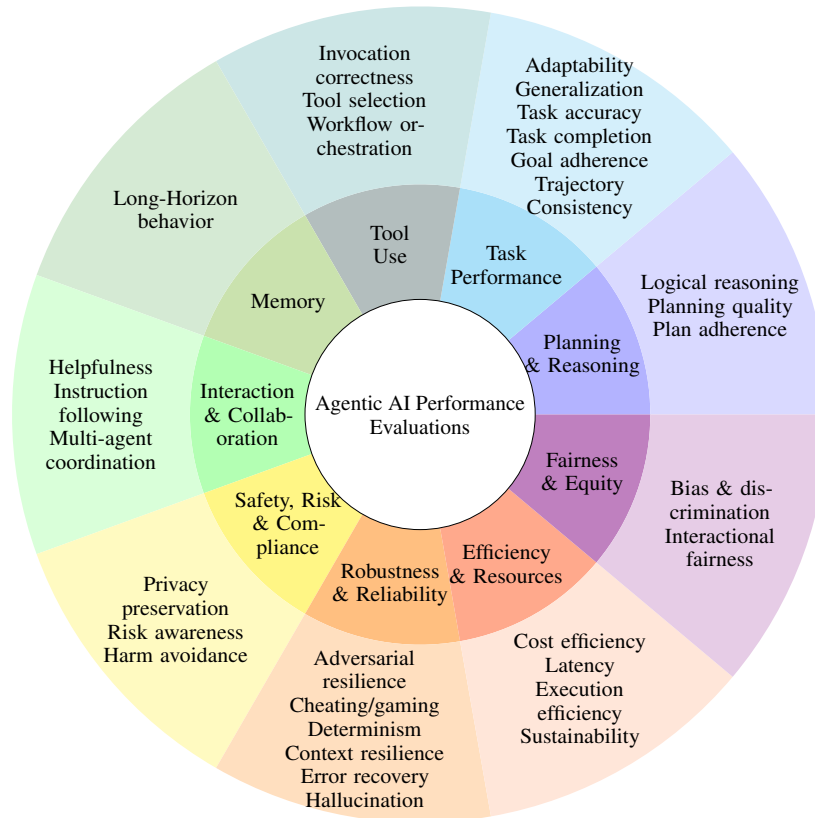 Agentic AI Performance
Evaluations
Planning
& Reasoning
Logical reasoning
Planning quality
Plan adherence
Task
Performance
Adaptability
Generalization
Task accuracy
Task completion
Goal adherence
Trajectory
Consistency
Tool
Use
Invocation
correctness
Tool selection
Workflow or-
chestration
Memory
Long-Horizon
behavior
Interaction
& Collab-
oration
Helpfulness
Instruction
following
Multi-agent
coordination
Safety, Risk
& Com-
pliance
Privacy
preservation
Risk awareness
Harm avoidance
Robustness
& Reliability
Adversarial
resilience
Cheating/gaming
Determinism
Context resilience
Error recovery
Hallucination
Efficiency
& Resources
Cost efficiency
Latency
Execution
efficiency
Sustainability
Fairness
& Equity
Bias & dis-
crimination
Interactional
fairness